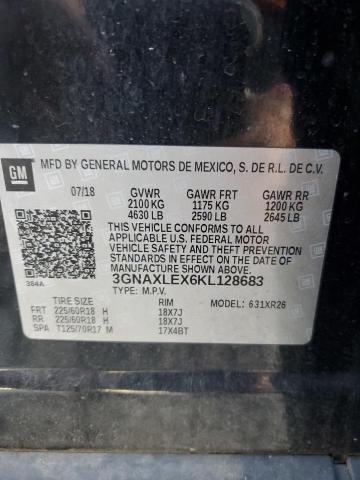 GM
MFD BY GENERAL MOTORS DE MEXICO, S. DE R.L. DE C.V.
07/18 GVWR GAWR FRT GAWR RR
2100 KG 1175 KG 1200 KG
4630 LB 2590 LB 2645 LB
THIS VEHICLE CONFORMS TO ALL
APPLICABLE U.S. FEDERAL MOTOR
VEHICLE SAFETY, BUMPER, AND THEFT
PREVENTION STANDARDS IN EFFECT ON
THE DATE OF MANUFACTURE SHOWN ABOVE.
384A
3GNAXLEX6KL128683
TYPE: M.P.V. MODEL: 631XR26
TIRE SIZE RIM
FRT 225/60R18 H 18X7J
RR 225/60R18 H 18X7J
SPA T125/70R17 M 17X4BT